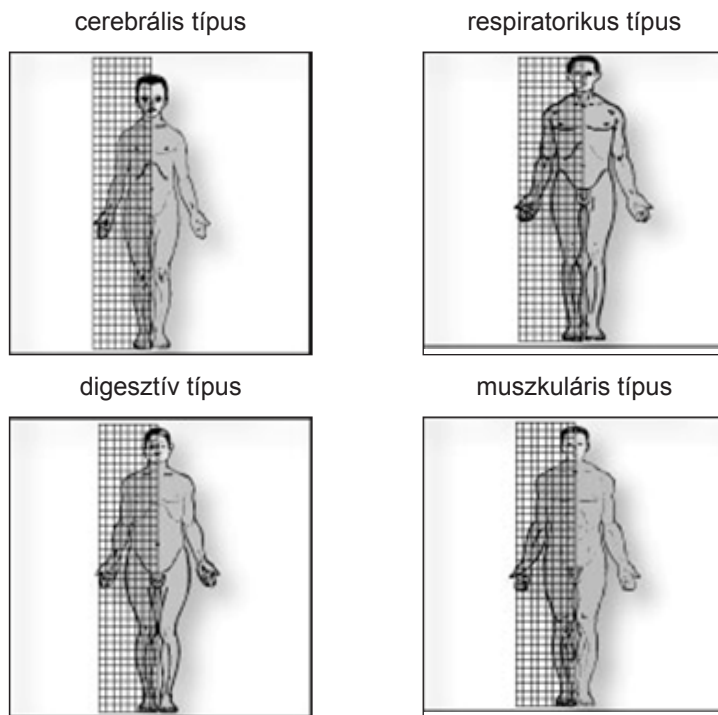 cerebrális típus
respiratorikus típus
digesztív típus
muszkuláris típus